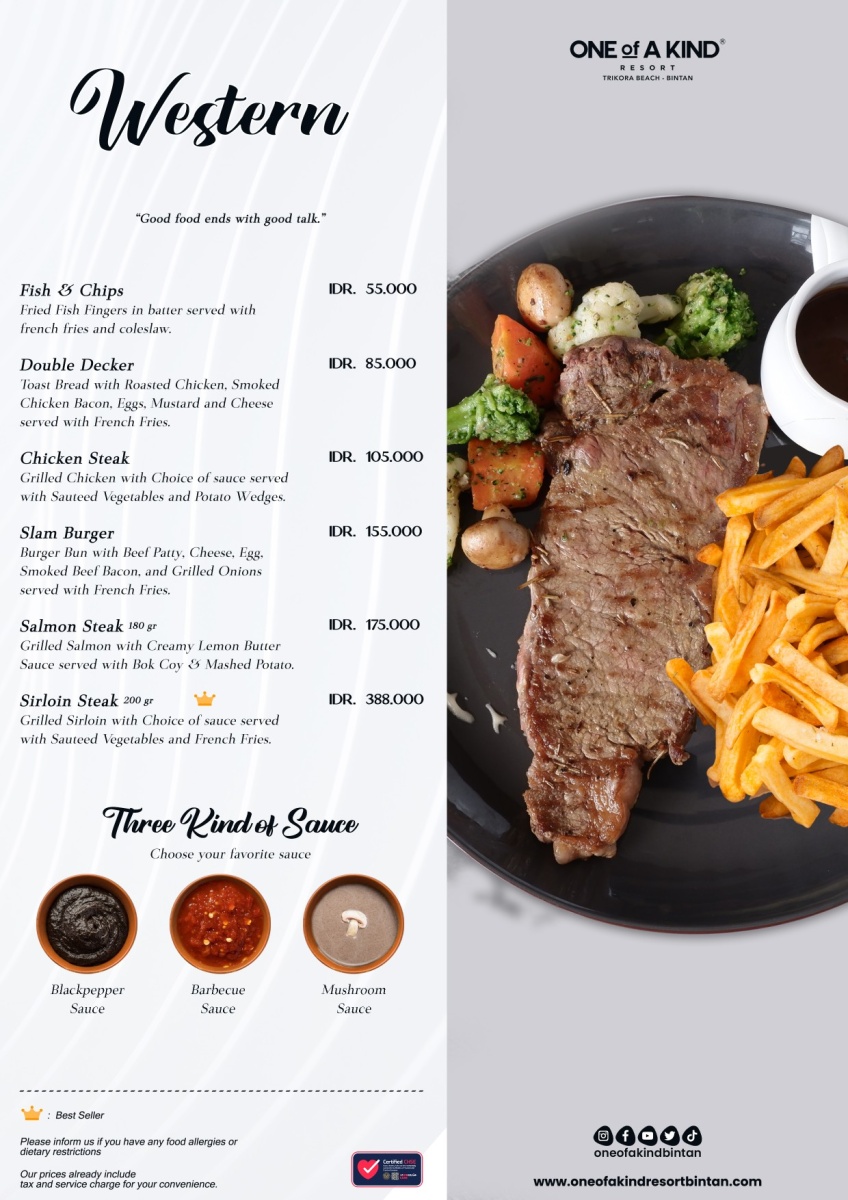 Western
“Good food ends with good talk.”
Fish & Chips IDR. 55.000
Fried Fish Fingers in batter served with
french fries and coleslaw.
Double Decker IDR. 85.000
Toast Bread with Roasted Chicken, Smoked
Chicken Bacon, Eggs, Mustard and Cheese
served with French Fries.
Chicken Steak IDR. 105.000
Grilled Chicken with Choice of sauce served
with Sauteed Vegetables and Potato Wedges.
Slam Burger IDR. 155.000
Burger Bun with Beef Patty, Cheese, Egg,
Smoked Beef Bacon, and Grilled Onions
served with French Fries.
Salmon Steak 180 gr IDR. 175.000
Grilled Salmon with Creamy Lemon Butter
Sauce served with Bok Coy & Mashed Potato.
Sirloin Steak 200 gr IDR. 388.000
Grilled Sirloin with Choice of sauce served
with Sauteed Vegetables and French Fries.
Three Kind of Sauce
Choose your favorite sauce
Blackpepper
Sauce
Barbecue
Sauce
Mushroom
Sauce
: Best Seller
Please inform us if you have any food allergies or
dietary restrictions
Our prices already include
tax and service charge for your convenience.
Certified CHSE
ONE of A KIND®
RESORT
TRIKORA BEACH - BINTAN
oneofakindbintan
www.oneofakindresortbintan.com